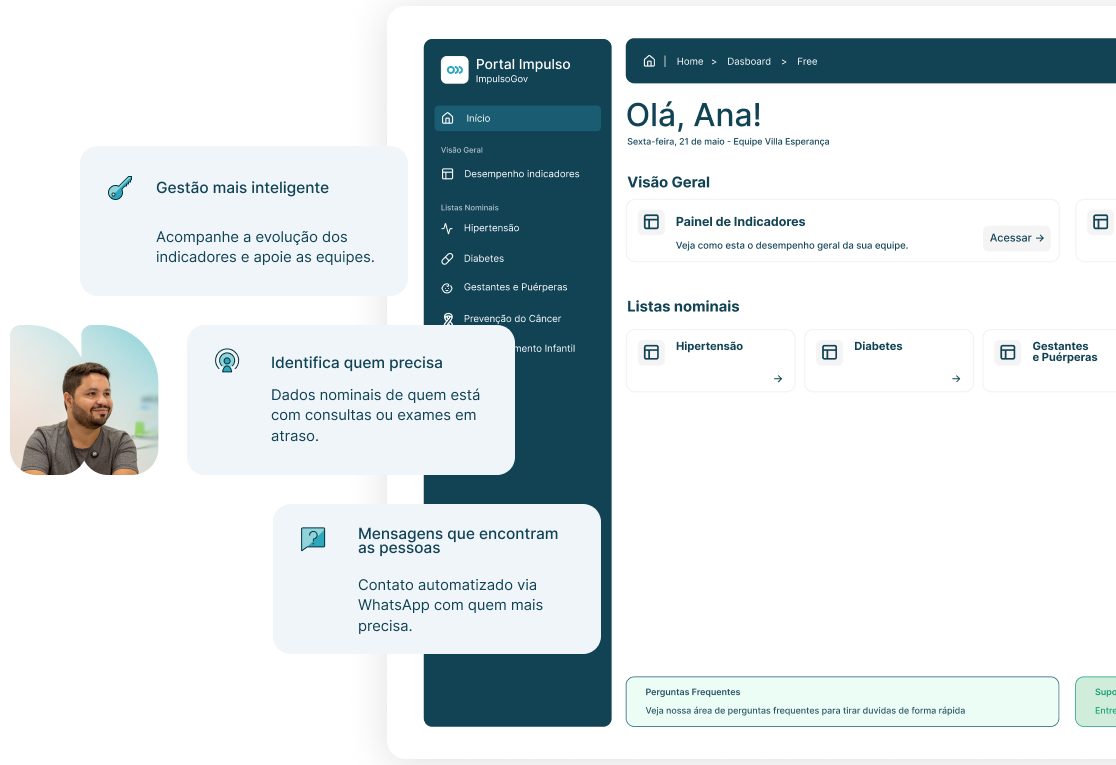 Portal Impulso
ImpulsoGov
Início
Visão Geral
Desempenho indicadores
Listas Nominais
Hipertensão
Diabetes
Gestantes e Puérperas
Prevenção do Câncer
Infantil
Home > Dasboard > Free
Olá, Ana!
Sexta-feira, 21 de maio - Equipe Villa Esperança
Visão Geral
Painel de Indicadores
Veja como esta o desempenho geral da sua equipe.
Acessar →
Listas nominais
Hipertensão
→
Diabetes
→
Gestantes
e Puérperas
Perguntas Frequentes
Veja nossa área de perguntas frequentes para tirar duvidas de forma rápida
Gestão mais inteligente
Acompanhe a evolução dos
indicadores e apoie as equipes.
Identifica quem precisa
Dados nominais de quem está
com consultas ou exames em
atraso.
Mensagens que encontram
as pessoas
Contato automatizado via
WhatsApp com quem mais
precisa.